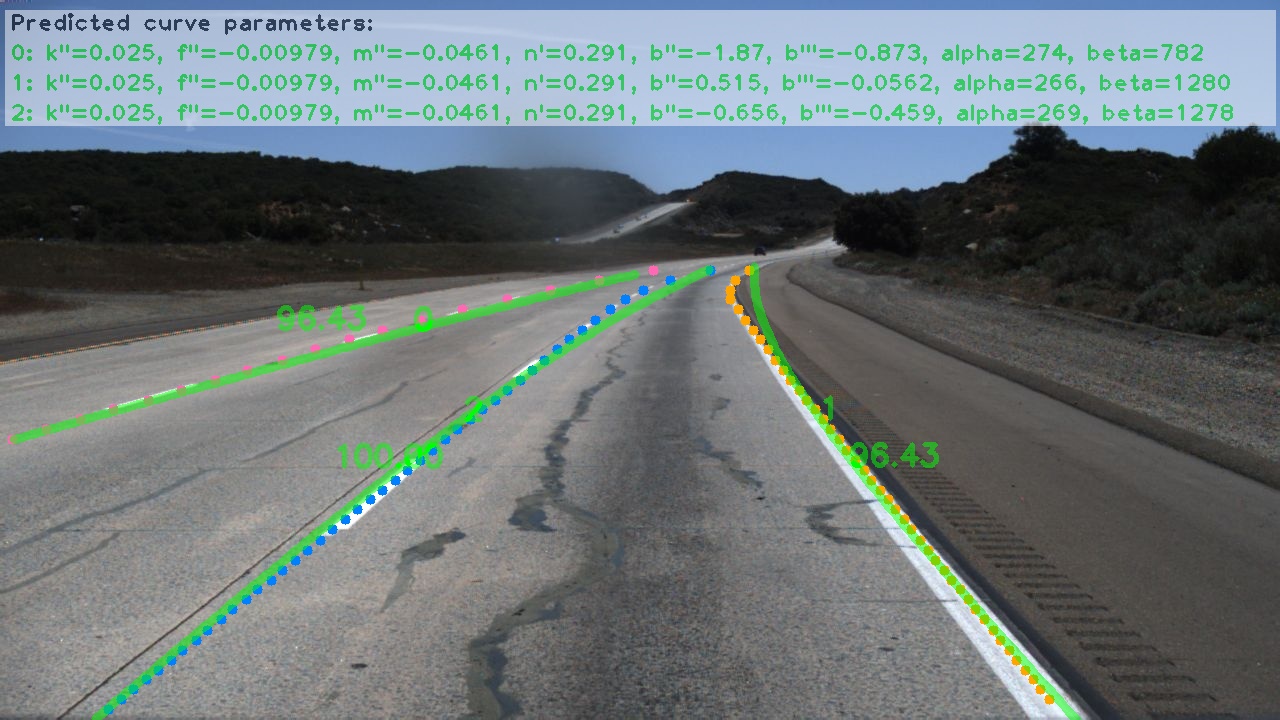 Predicted curve parameters:
0: k''=0.025, f''=-0.00979, m''=-0.0461, n'=0.291, b''=-1.87, b'''=-0.873, alpha=274, beta=782
1: k''=0.025, f''=-0.00979, m''=-0.0461, n'=0.291, b''=0.515, b'''=-0.0562, alpha=266, beta=1280
2: k''=0.025, f''=-0.00979, m''=-0.0461, n'=0.291, b''=-0.656, b'''=-0.459, alpha=269, beta=1278
96.43 0
2 1
100.00 96.43